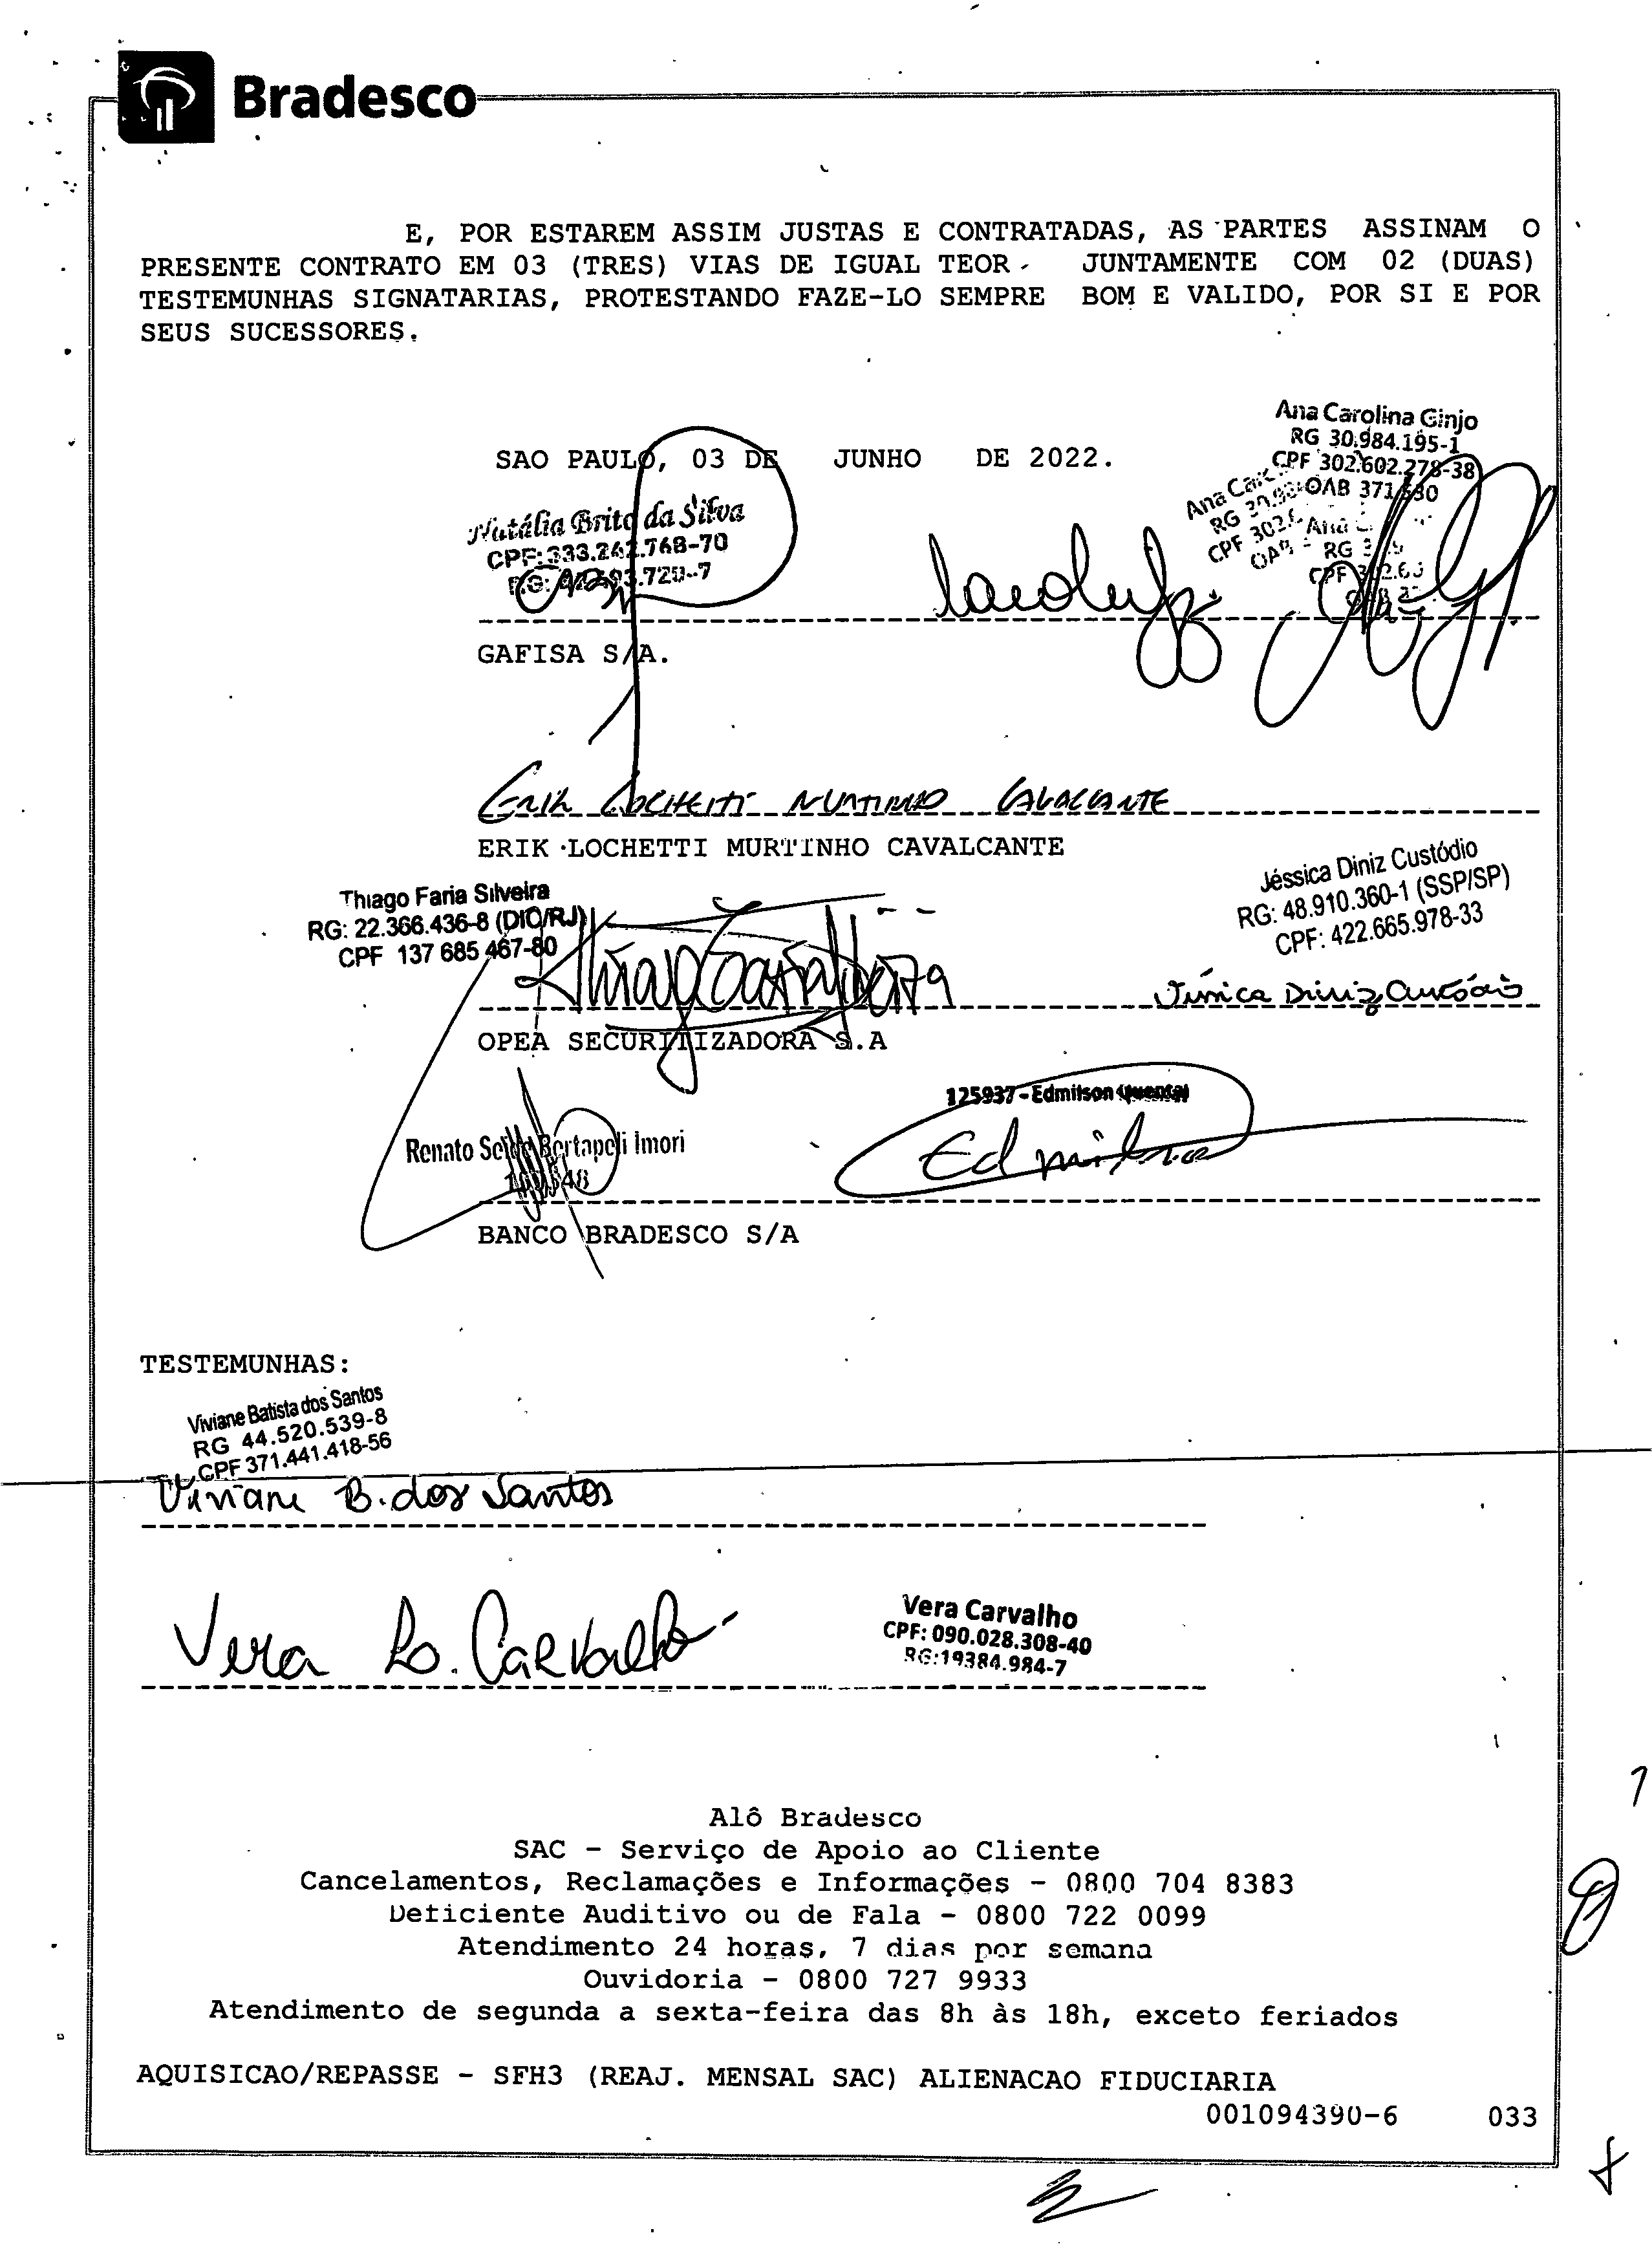 Bradesco
E, POR ESTAREM ASSIM JUSTAS E CONTRATADAS, AS PARTES ASSINAM O
PRESENTE CONTRATO EM 03 (TRES) VIAS DE IGUAL TEOR JUNTAMENTE COM 02 (DUAS)
TESTEMUNHAS SIGNATARIAS, PROTESTANDO FAZE-LO SEMPRE BOM E VALIDO, POR SI E POR
SEUS SUCESSORES.
Ana Carolina Ginjo
RG 30.984.195-1
CPF 302.602.278-38
OAB 371
SAO PAULO, 03 DE JUNHO DE 2022.
Natália Brito da Silva
CPF: 333.242.768-70
GAFISA S/A.
Erik Lochetti Murtinho Cavalcante
ERIK LOCHETTI MURTINHO CAVALCANTE
Thiago Faria Silveira
RG: 22.366.436-8 (DIC/RJ)
CPF 137 685 467-80
Jéssica Diniz Custódio
RG: 48.910.360-1 (SSP/SP)
CPF: 422.665.978-33
Jéssica Diniz Custódio
OPEA SECURITIZADORA S.A
125937 - Edmilson Quental
Renato Bertapeli Imori
Edmilson
BANCO BRADESCO S/A
TESTEMUNHAS:
Viviane Batista dos Santos
RG 44.520.539-8
CPF 371.441.418-56
Viviane B. dos Santos
Vera Lo. Carvalho
Vera Carvalho
CPF: 090.028.308-40
RG:19384.984-7
Alô Bradesco
SAC - Serviço de Apoio ao Cliente
Cancelamentos, Reclamações e Informações - 0800 704 8383
Deficiente Auditivo ou de Fala - 0800 722 0099
Atendimento 24 horas, 7 dias por semana
Ouvidoria - 0800 727 9933
Atendimento de segunda a sexta-feira das 8h às 18h, exceto feriados
AQUISICAO/REPASSE - SFH3 (REAJ. MENSAL SAC) ALIENACAO FIDUCIARIA
001094390-6 033